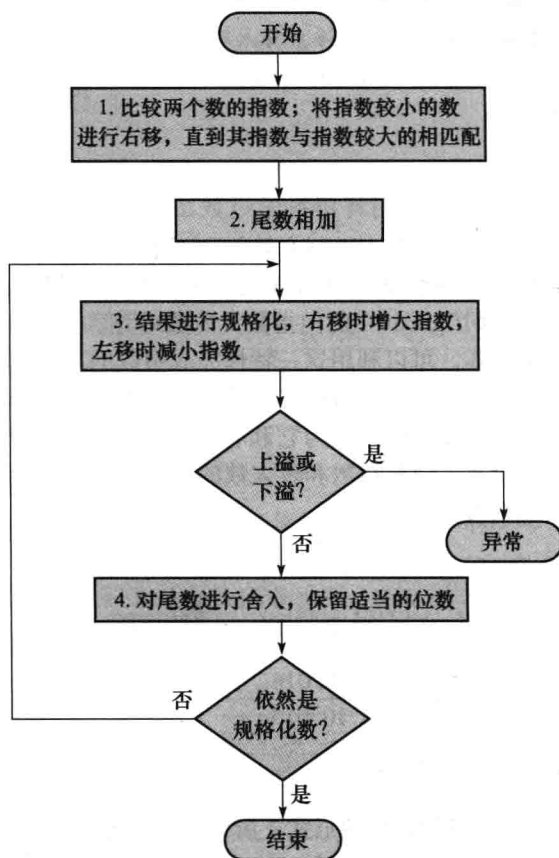 开始
1. 比较两个数的指数；将指数较小的数
进行右移，直到其指数与指数较大的相匹配
2. 尾数相加
3. 结果进行规格化，右移时增大指数，
左移时减小指数
上溢或
下溢？
是
异常
否
4. 对尾数进行舍入，保留适当的位数
否
依然是
规格化数？
是
结束